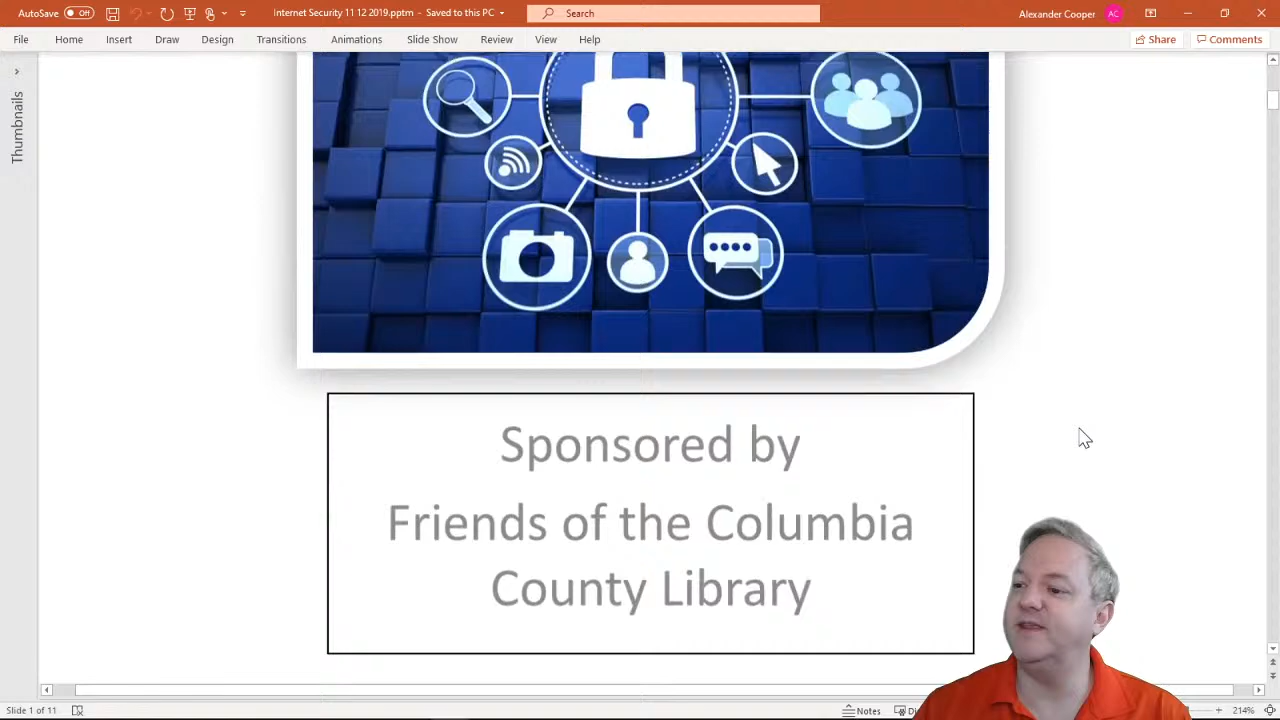 AutoSave Off Internet Security 11 12 2019.pptm - Saved to this PC Search Alexander Cooper AC
File Home Insert Draw Design Transitions Animations Slide Show Review View Help Share Comments
Thumbnails
Sponsored by
Friends of the Columbia
County Library
Slide 1 of 11 Notes 214%